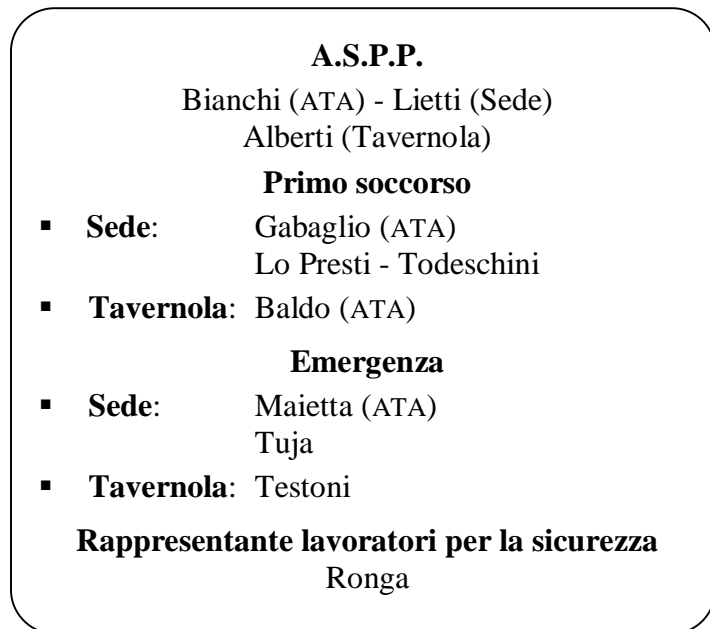 A.S.P.P.
Bianchi (ATA) - Lietti (Sede)
Alberti (Tavernola)
Primo soccorso
▪ Sede: Gabaglio (ATA)
Lo Presti - Todeschini
▪ Tavernola: Baldo (ATA)
Emergenza
▪ Sede: Maietta (ATA)
Tuja
▪ Tavernola: Testoni
Rappresentante lavoratori per la sicurezza
Ronga